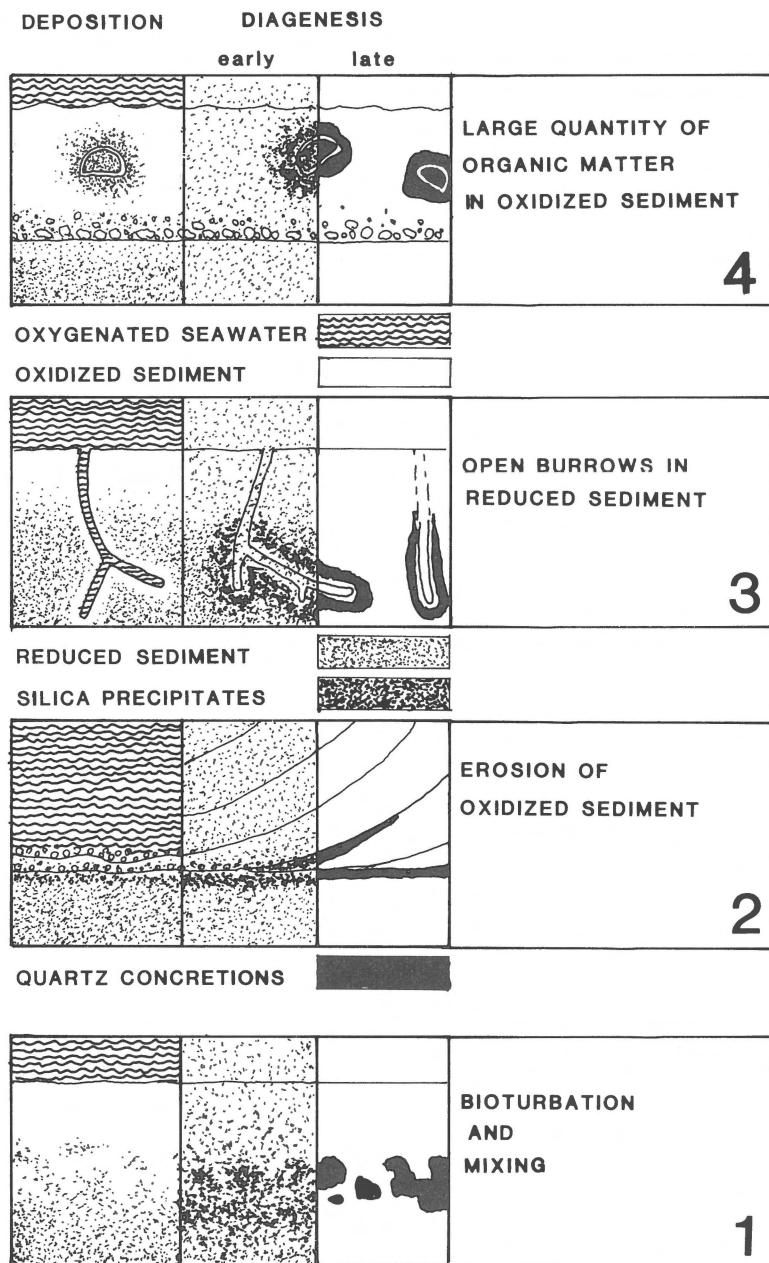 DEPOSITION DIAGENESIS
early late
LARGE QUANTITY OF
ORGANIC MATTER
IN OXIDIZED SEDIMENT
4
OXYGENATED SEAWATER
OXIDIZED SEDIMENT
OPEN BURROWS IN
REDUCED SEDIMENT
3
REDUCED SEDIMENT
SILICA PRECIPITATES
EROSION OF
OXIDIZED SEDIMENT
2
QUARTZ CONCRETIONS
BIOTURBATION
AND
MIXING
1